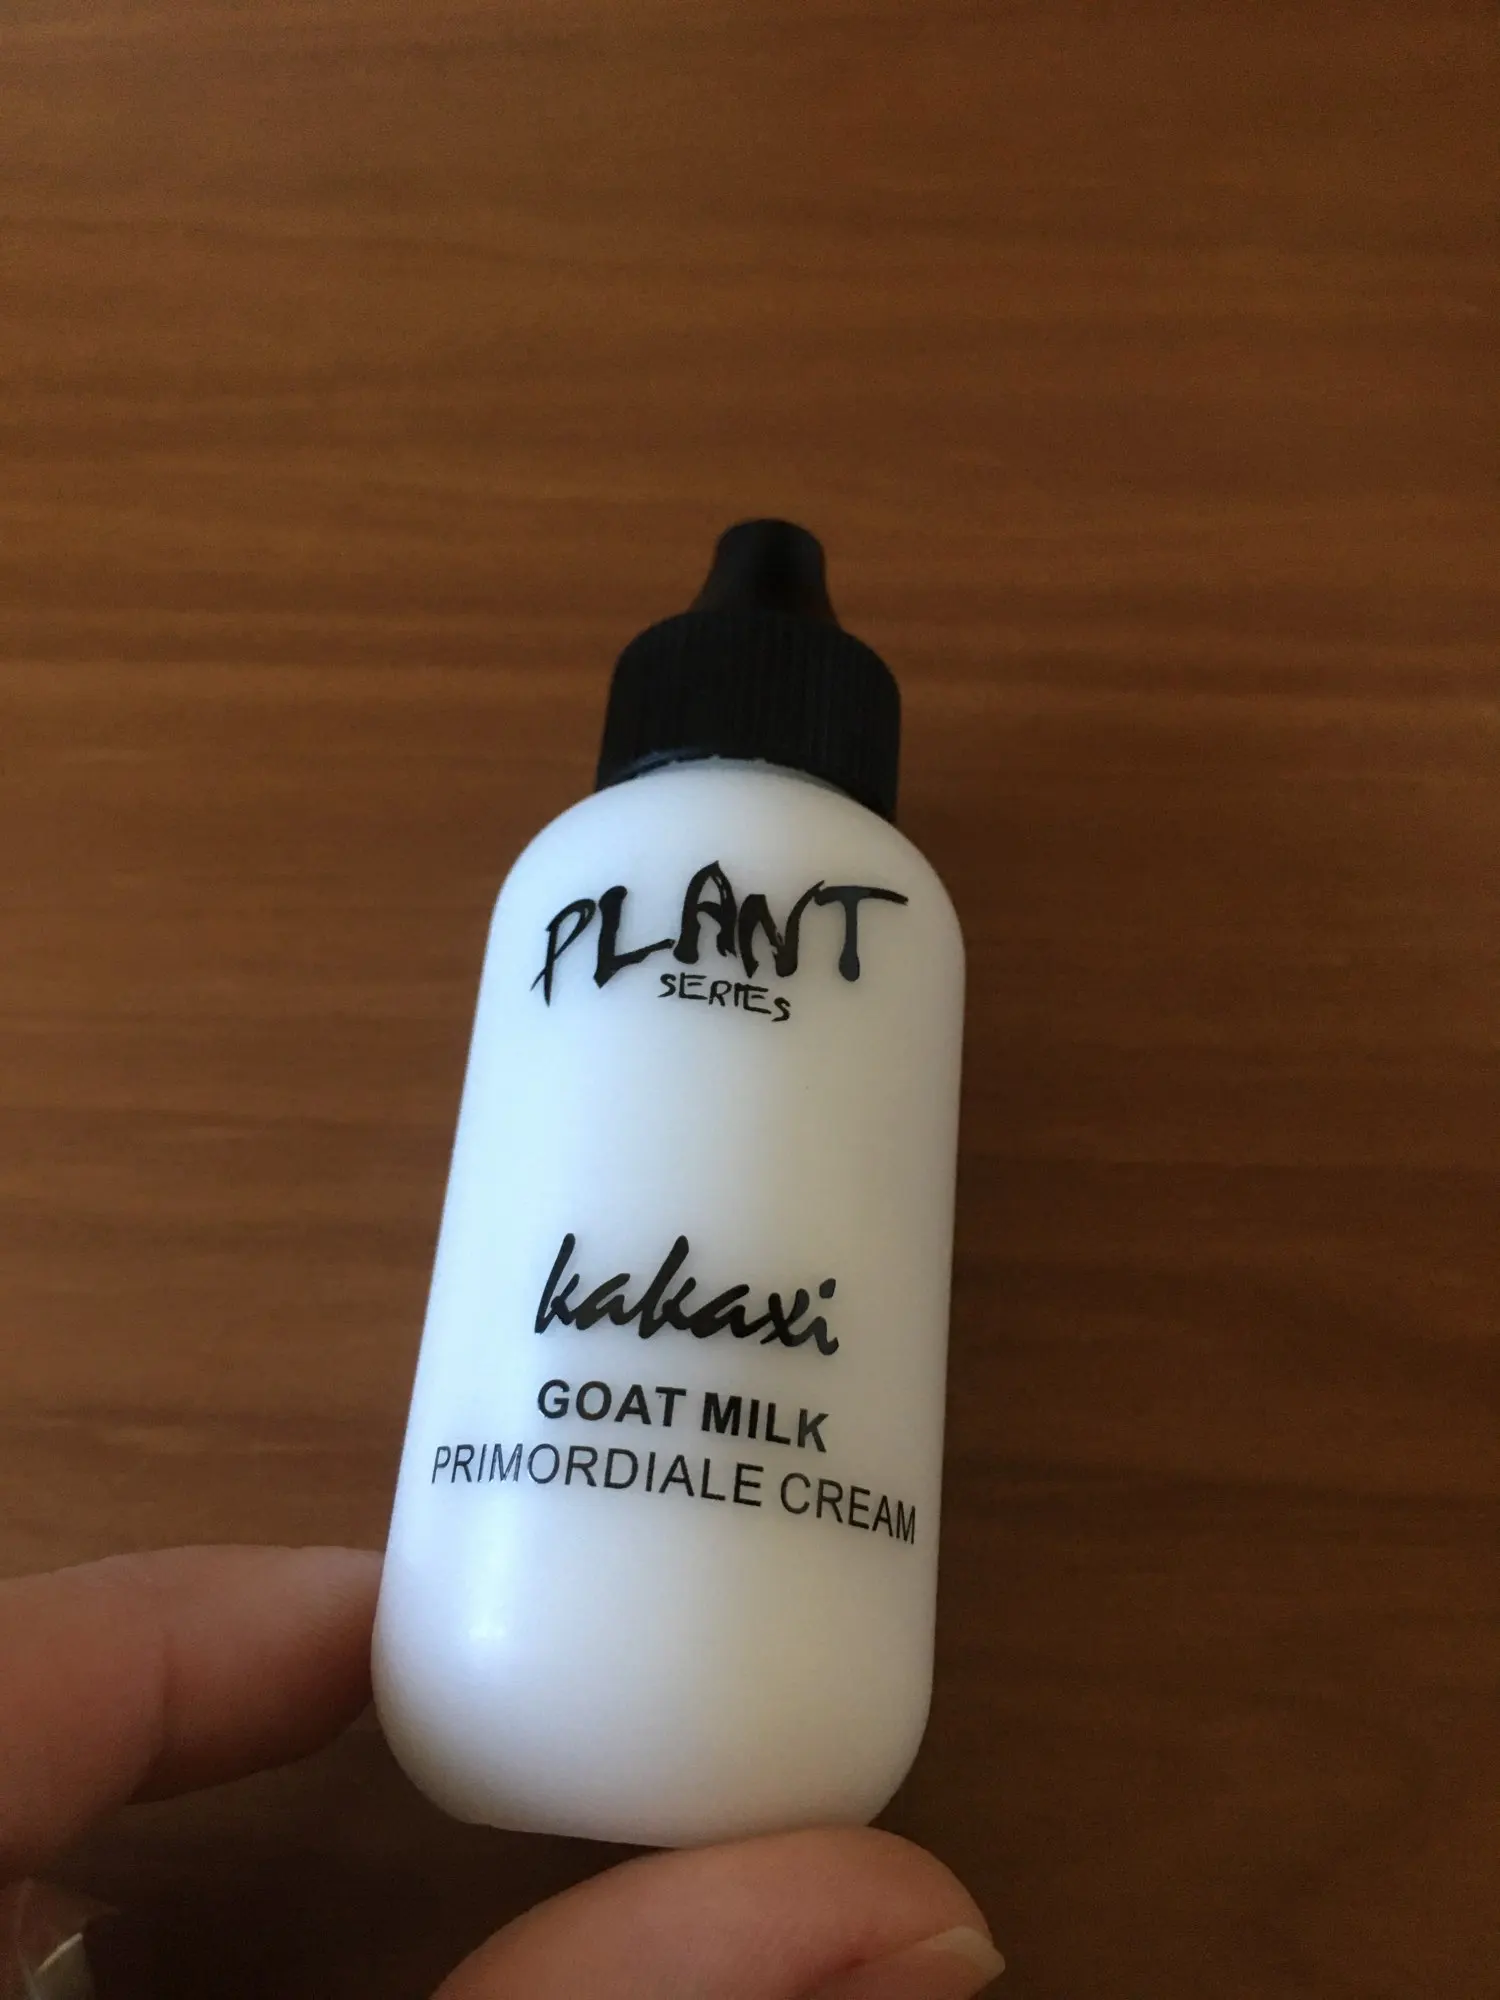 PLANT
SERIES
kakaxi
GOAT MILK
PRIMORDIALE CREAM